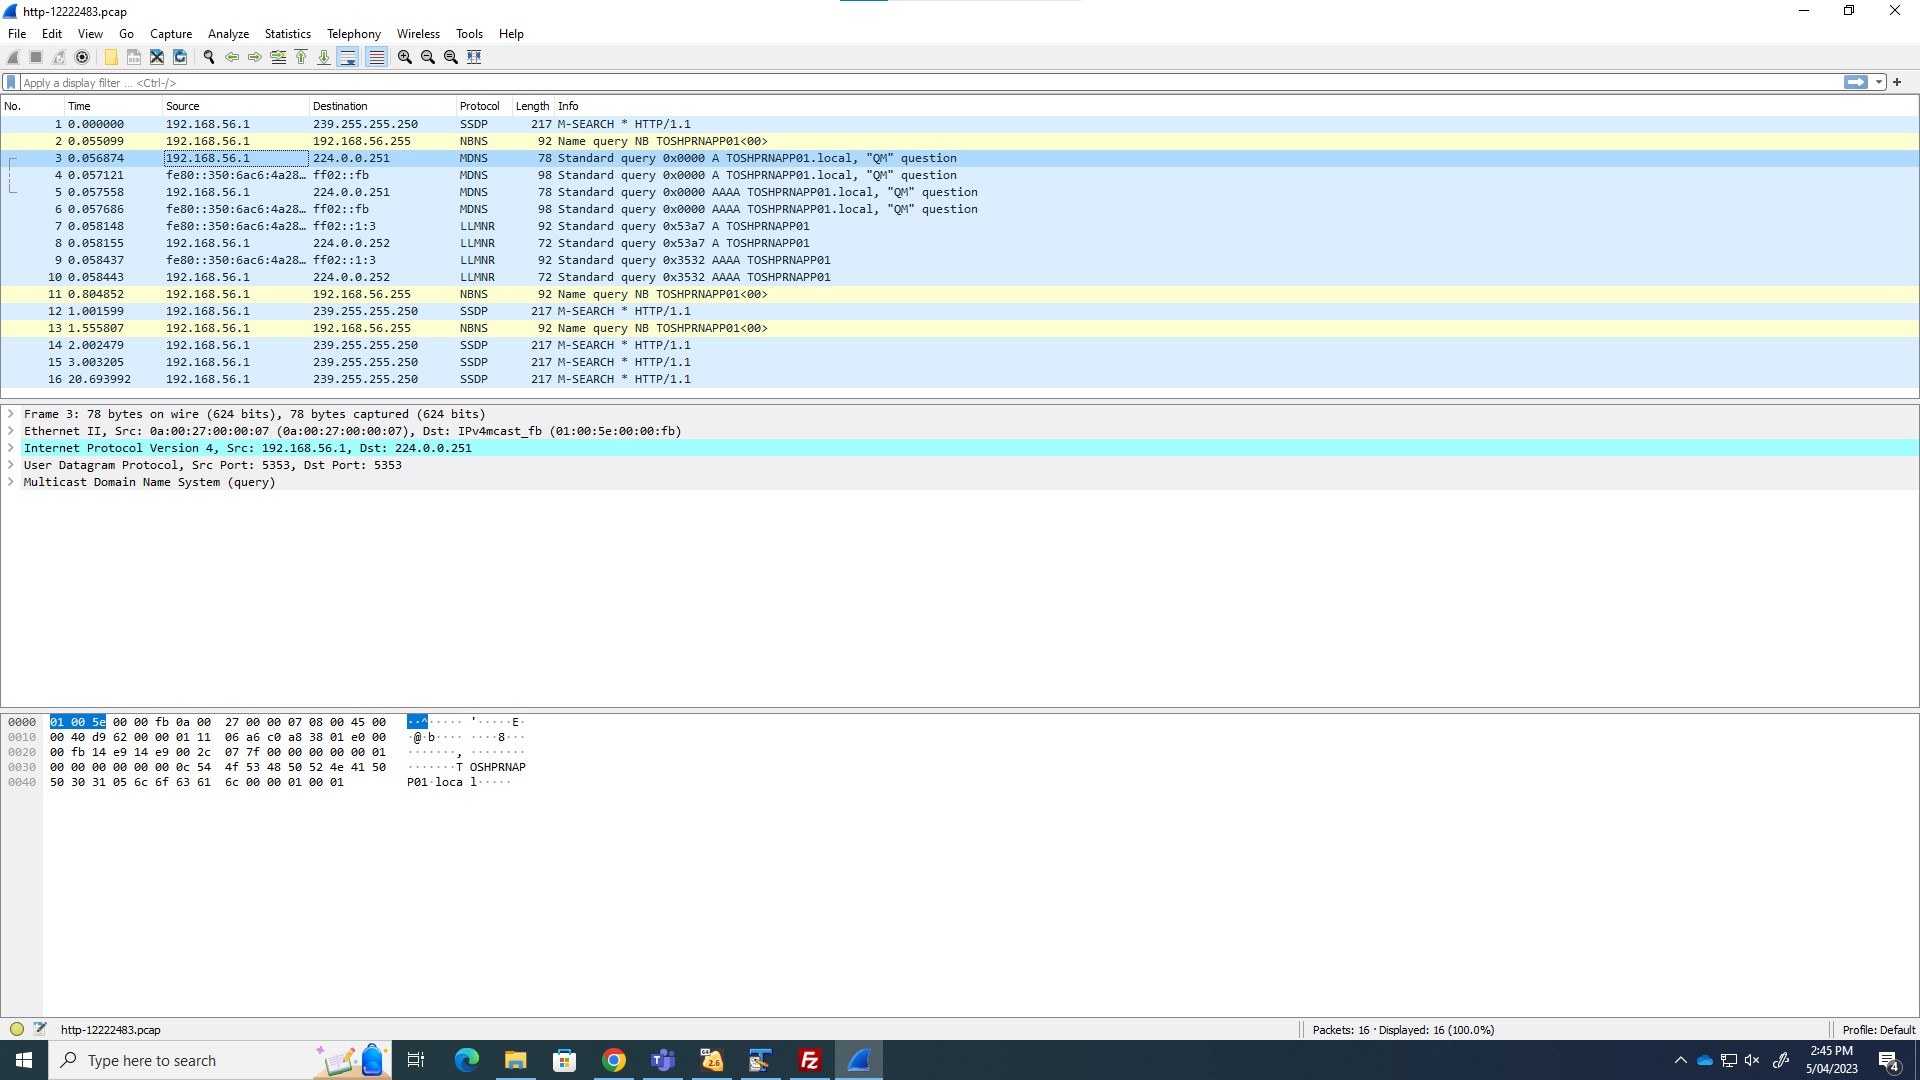 http-12222483.pcap
File Edit View Go Capture Analyze Statistics Telephony Wireless Tools Help
Apply a display filter ... <Ctrl-/>
No. Time Source Destination Protocol Length Info
1 0.000000 192.168.56.1 239.255.255.250 SSDP 217 M-SEARCH * HTTP/1.1
2 0.055099 192.168.56.1 192.168.56.255 NBNS 92 Name query NB TOSHPRNAPP01<00>
3 0.056874 192.168.56.1 224.0.0.251 MDNS 78 Standard query 0x0000 A TOSHPRNAPP01.local, "QM" question
4 0.057121 fe80::350:6ac6:4a28… ff02::fb MDNS 98 Standard query 0x0000 A TOSHPRNAPP01.local, "QM" question
5 0.057558 192.168.56.1 224.0.0.251 MDNS 78 Standard query 0x0000 AAAA TOSHPRNAPP01.local, "QM" question
6 0.057686 fe80::350:6ac6:4a28… ff02::fb MDNS 98 Standard query 0x0000 AAAA TOSHPRNAPP01.local, "QM" question
7 0.058148 fe80::350:6ac6:4a28… ff02::1:3 LLMNR 92 Standard query 0x53a7 A TOSHPRNAPP01
8 0.058155 192.168.56.1 224.0.0.252 LLMNR 72 Standard query 0x53a7 A TOSHPRNAPP01
9 0.058437 fe80::350:6ac6:4a28… ff02::1:3 LLMNR 92 Standard query 0x3532 AAAA TOSHPRNAPP01
10 0.058443 192.168.56.1 224.0.0.252 LLMNR 72 Standard query 0x3532 AAAA TOSHPRNAPP01
11 0.804852 192.168.56.1 192.168.56.255 NBNS 92 Name query NB TOSHPRNAPP01<00>
12 1.001599 192.168.56.1 239.255.255.250 SSDP 217 M-SEARCH * HTTP/1.1
13 1.555807 192.168.56.1 192.168.56.255 NBNS 92 Name query NB TOSHPRNAPP01<00>
14 2.002479 192.168.56.1 239.255.255.250 SSDP 217 M-SEARCH * HTTP/1.1
15 3.003205 192.168.56.1 239.255.255.250 SSDP 217 M-SEARCH * HTTP/1.1
16 20.693992 192.168.56.1 239.255.255.250 SSDP 217 M-SEARCH * HTTP/1.1
Frame 3: 78 bytes on wire (624 bits), 78 bytes captured (624 bits)
Ethernet II, Src: 0a:00:27:00:00:07 (0a:00:27:00:00:07), Dst: IPv4mcast_fb (01:00:5e:00:00:fb)
Internet Protocol Version 4, Src: 192.168.56.1, Dst: 224.0.0.251
User Datagram Protocol, Src Port: 5353, Dst Port: 5353
Multicast Domain Name System (query)
0000 01 00 5e 00 00 fb 0a 00 27 00 00 07 08 00 45 00 ··^····· '·····E·
0010 00 40 d9 62 00 00 01 11 06 a6 c0 a8 38 01 e0 00 ·@·b···· ····8···
0020 00 fb 14 e9 14 e9 00 2c 07 7f 00 00 00 00 00 01 ·······, ········
0030 00 00 00 00 00 00 0c 54 4f 53 48 50 52 4e 41 50 ·······T OSHPRNAP
0040 50 30 31 05 6c 6f 63 61 6c 00 00 01 00 01 P01·loca l·····
http-12222483.pcap Packets: 16 · Displayed: 16 (100.0%) Profile: Default
Type here to search
2:45 PM
5/04/2023
4